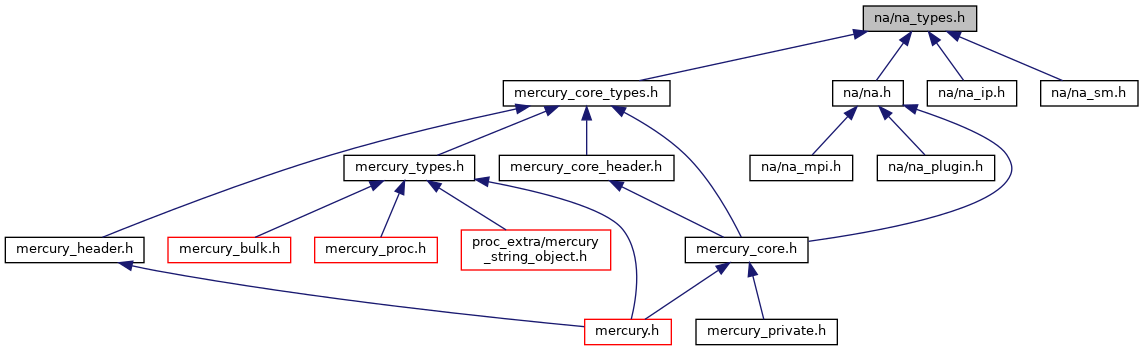 na/na_types.h
mercury_core_types.h
na/na.h
na/na_ip.h
na/na_sm.h
mercury_types.h
mercury_core_header.h
na/na_mpi.h
na/na_plugin.h
mercury_header.h
mercury_bulk.h
mercury_proc.h
proc_extra/mercury
_string_object.h
mercury_core.h
mercury.h
mercury_private.h